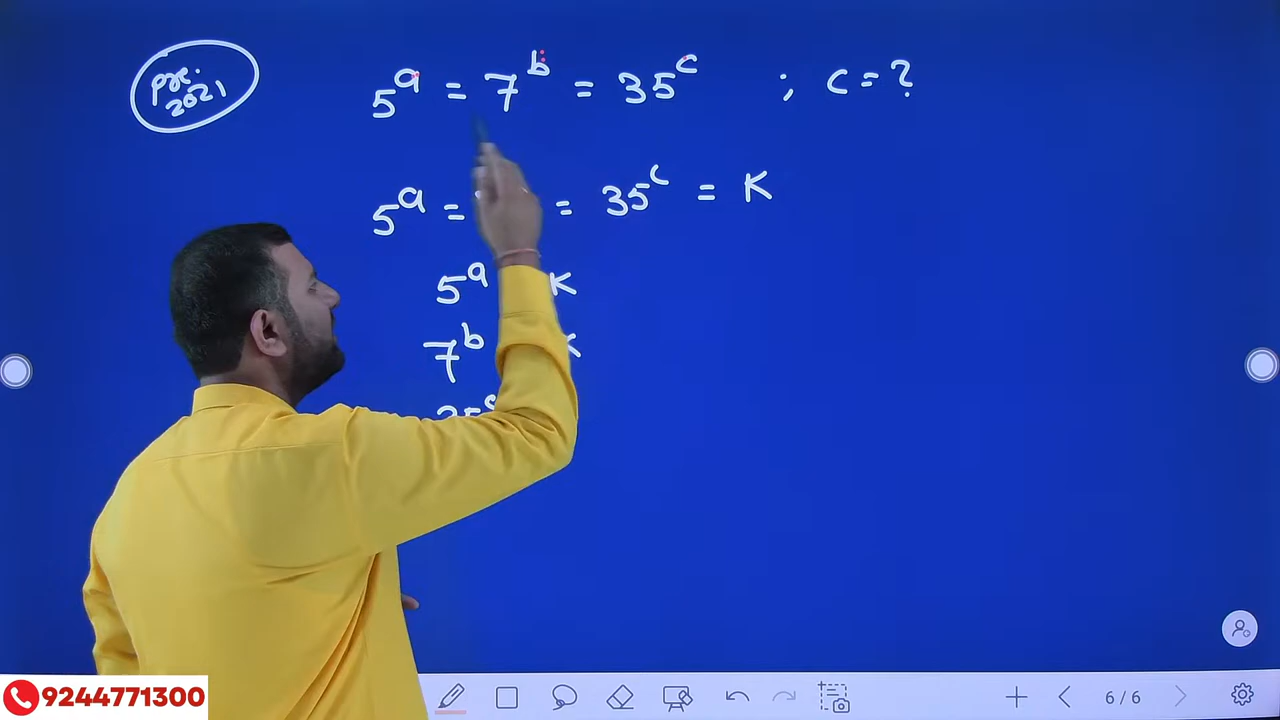 pre. 2021
5^a = 7^b = 35^c ; c = ?
5^a = = 35^c = K
5^a K
7^b K
9244771300
6/6